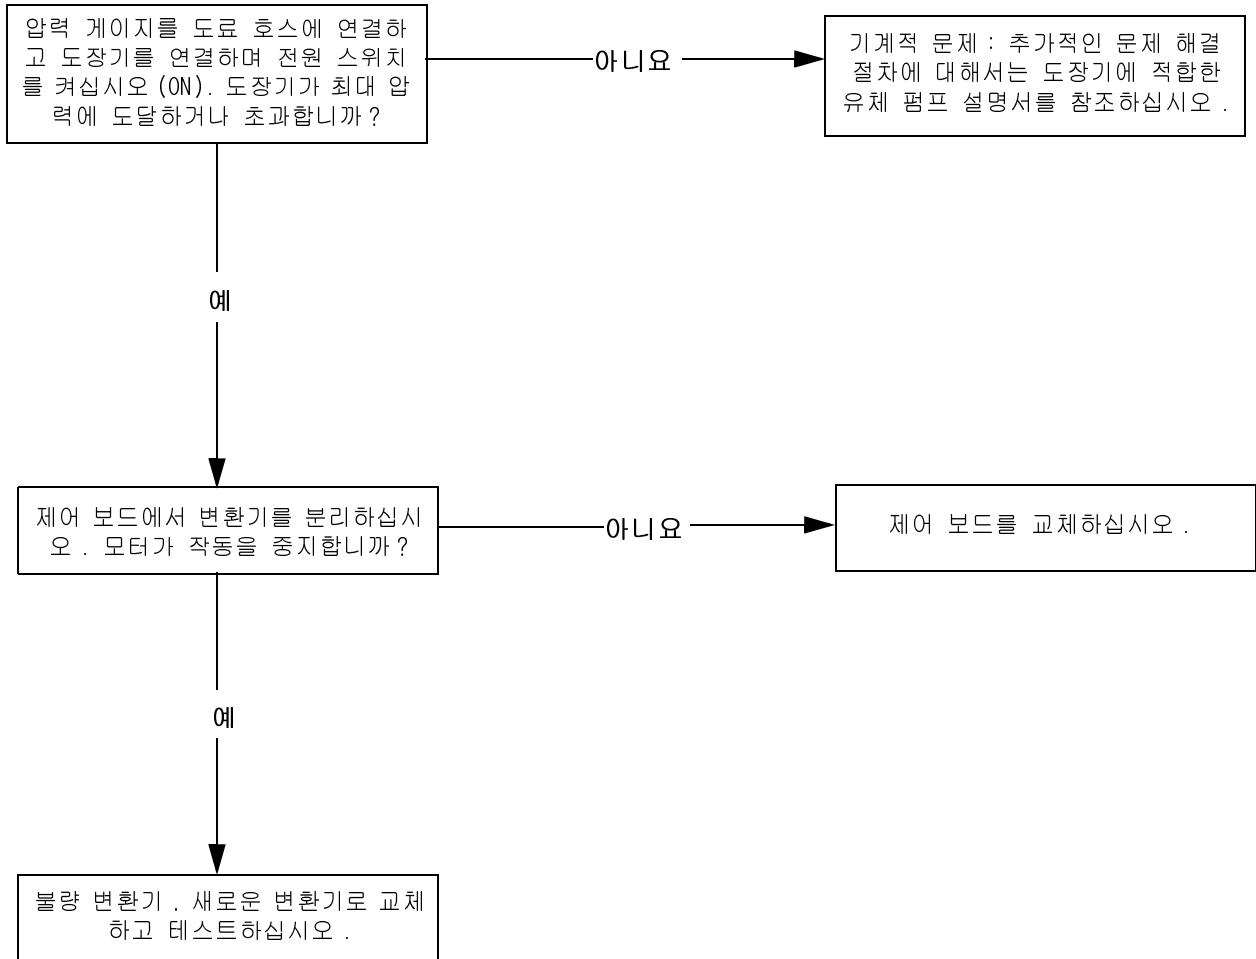 압력 게이지를 도료 호스에 연결하
고 도장기를 연결하며 전원 스위치
를 켜십시오 (ON). 도장기가 최대 압
력에 도달하거나 초과합니까 ?
아니요
기계적 문제 : 추가적인 문제 해결
절차에 대해서는 도장기에 적합한
유체 펌프 설명서를 참조하십시오 .
예
제어 보드에서 변환기를 분리하십시
오 . 모터가 작동을 중지합니까 ?
아니요
제어 보드를 교체하십시오 .
예
불량 변환기 . 새로운 변환기로 교체
하고 테스트하십시오 .